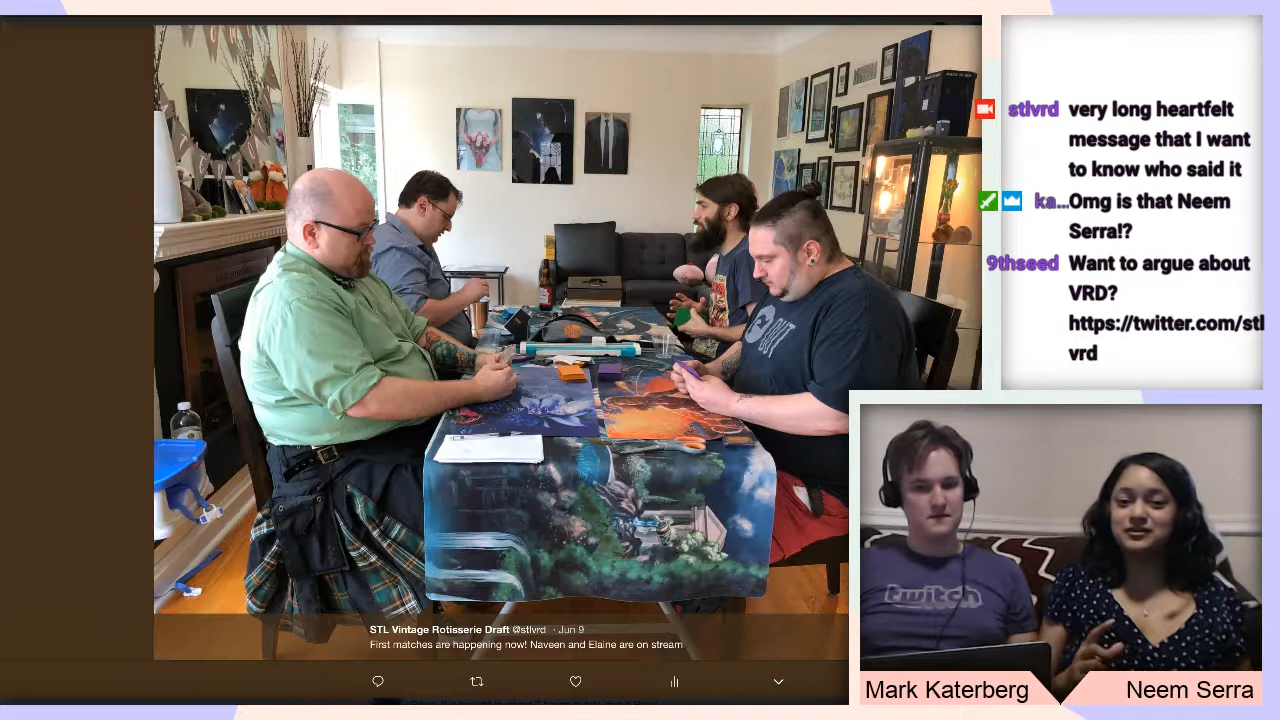 stlvrd very long heartfelt
message that I want
to know who said it
ka... Omg is that Neem
Serra!?
9thseed Want to argue about
VRD?
https://twitter.com/stl
vrd
twitch
STL Vintage Rotisserie Draft @stlvrd · Jun 9
First matches are happening now! Naveen and Elaine are on stream
Mark Katerberg
Neem Serra